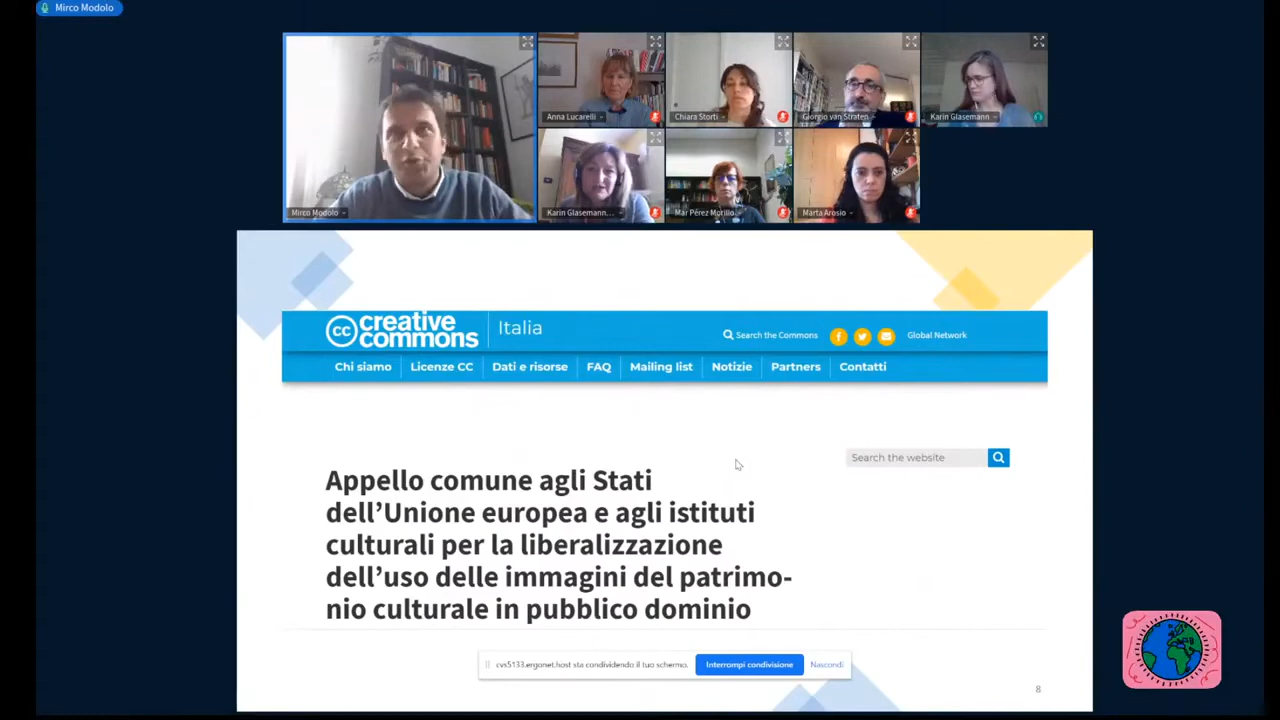 Mirco Modolo
Anna Lucarelli
Chiara Storti
Giorgio van Straten
Karin Glasemann
Mirco Modolo
Karin Glasemann...
Mar Pérez Morillo
Marta Arosio
cc creative commons
Italia
Search the Commons
Global Network
Chi siamo
Licenze CC
Dati e risorse
FAQ
Mailing list
Notizie
Partners
Contatti
Search the website
Appello comune agli Stati
dell’Unione europea e agli istituti
culturali per la liberalizzazione
dell’uso delle immagini del patrimo-
nio culturale in pubblico dominio
cvs5133.ergonet.host sta condividendo il tuo schermo.
Interrompi condivisione
Nascondi
8